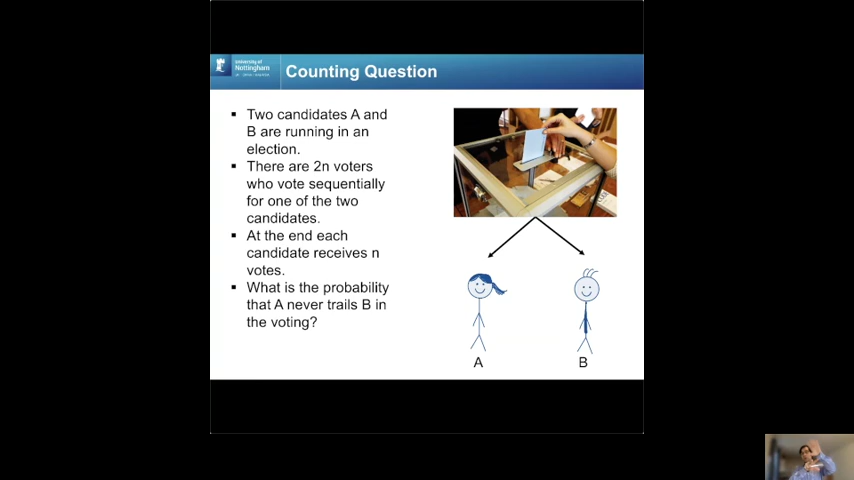 University of
Nottingham
Counting Question
▪ Two candidates A and
B are running in an
election.
▪ There are 2n voters
who vote sequentially
for one of the two
candidates.
▪ At the end each
candidate receives n
votes.
▪ What is the probability
that A never trails B in
the voting?
A
B